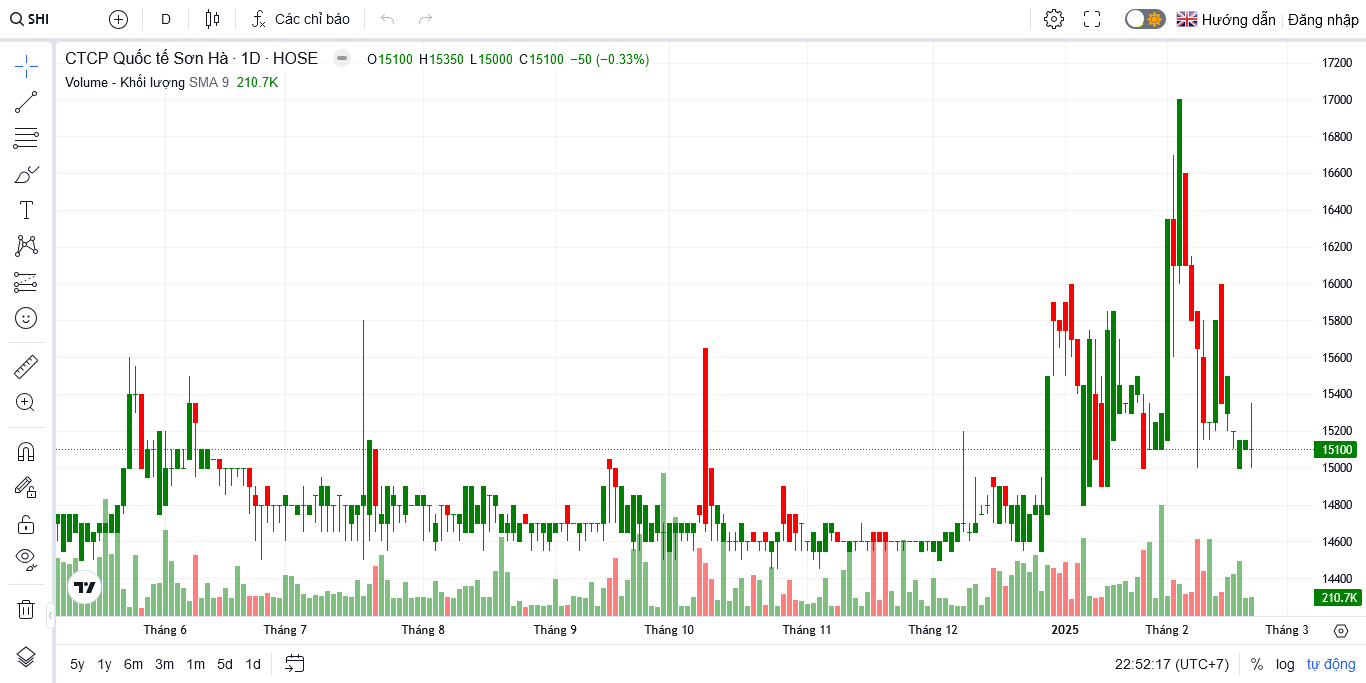 SHI D Các chỉ báo Hướng dẫn Đăng nhập
CTCP Quốc tế Sơn Hà · 1D · HOSE O15100 H15350 L15000 C15100 −50 (−0.33%)
Volume - Khối lượng SMA 9 210.7K
17200
17000
16800
16600
16400
16200
16000
15800
15600
15400
15200
15100
15000
14800
14600
14400
210.7K
Tháng 6 Tháng 7 Tháng 8 Tháng 9 Tháng 10 Tháng 11 Tháng 12 2025 Tháng 2 Tháng 3
5y 1y 6m 3m 1m 5d 1d 22:52:17 (UTC+7) % log tự động